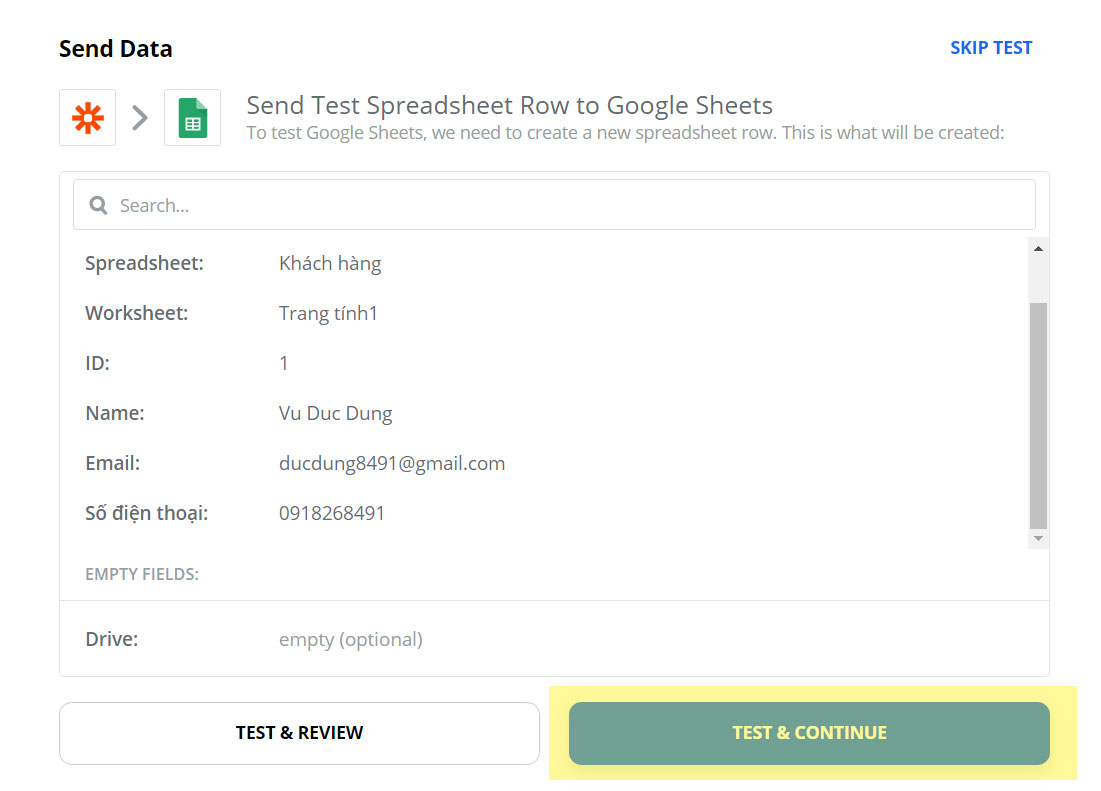 Send Data
SKIP TEST
Send Test Spreadsheet Row to Google Sheets
To test Google Sheets, we need to create a new spreadsheet row. This is what will be created:
Search...
Spreadsheet: Khách hàng
Worksheet: Trang tính1
ID: 1
Name: Vu Duc Dung
Email: ducdung8491@gmail.com
Số điện thoại: 0918268491
EMPTY FIELDS:
Drive: empty (optional)
TEST & REVIEW
TEST & CONTINUE